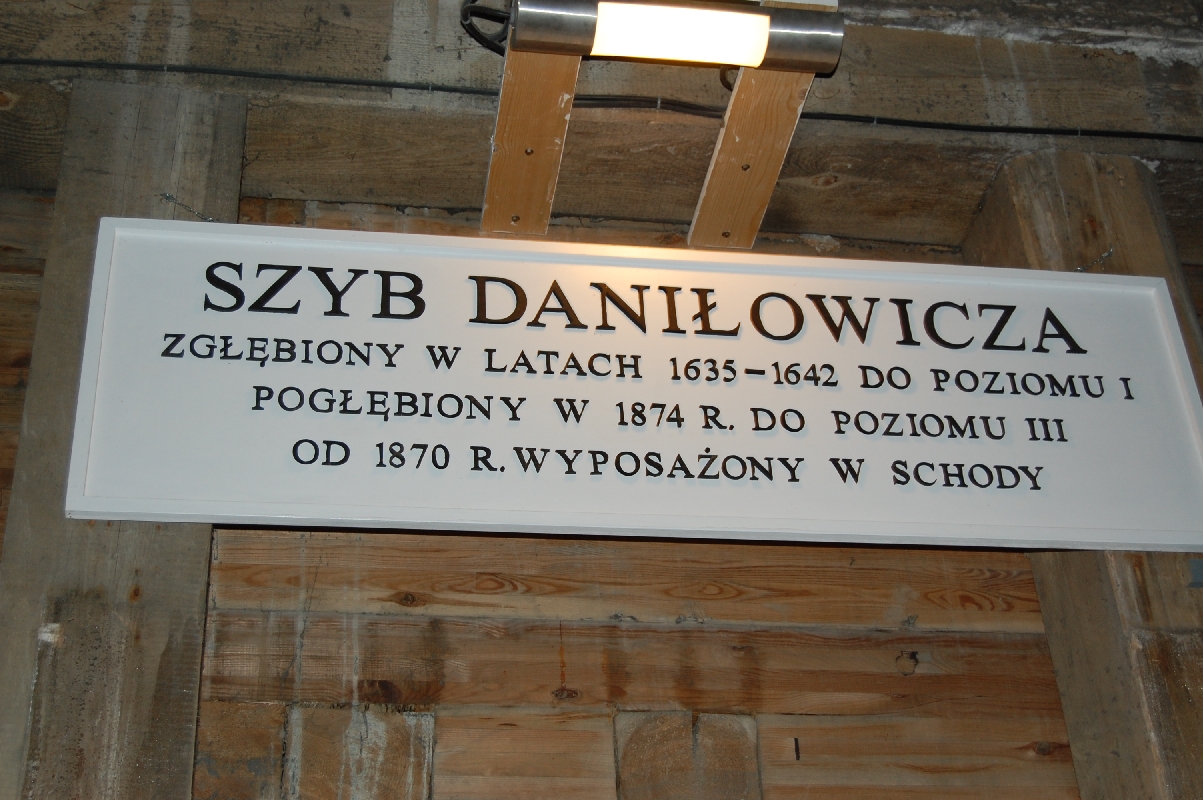 SZYB DANIŁOWICZA
ZGŁĘBIONY W LATACH 1635-1642 DO POZIOMU I
POGŁĘBIONY W 1874 R. DO POZIOMU III
OD 1870 R. WYPOSAŻONY W SCHODY